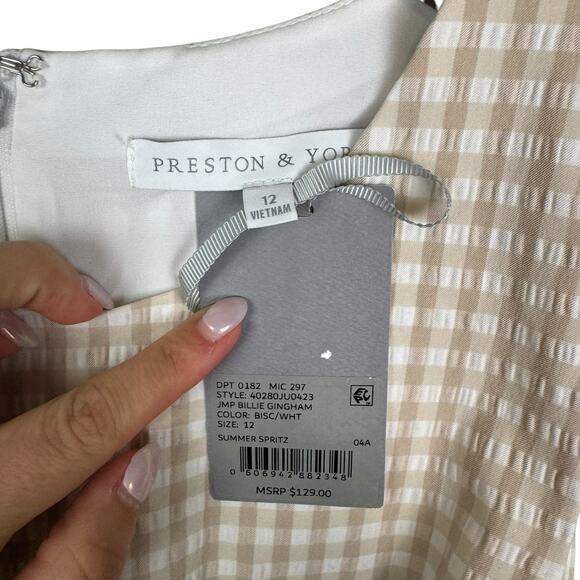 PRESTON & YOR
12
VIETNAM
DPT 0182 MIC 297
STYLE: 40280JU0423
JMP BILLIE GINGHAM
COLOR: BISC/WHT
SIZE: 12
SUMMER SPRITZ 04A
0 606942 882348
MSRP $129.00